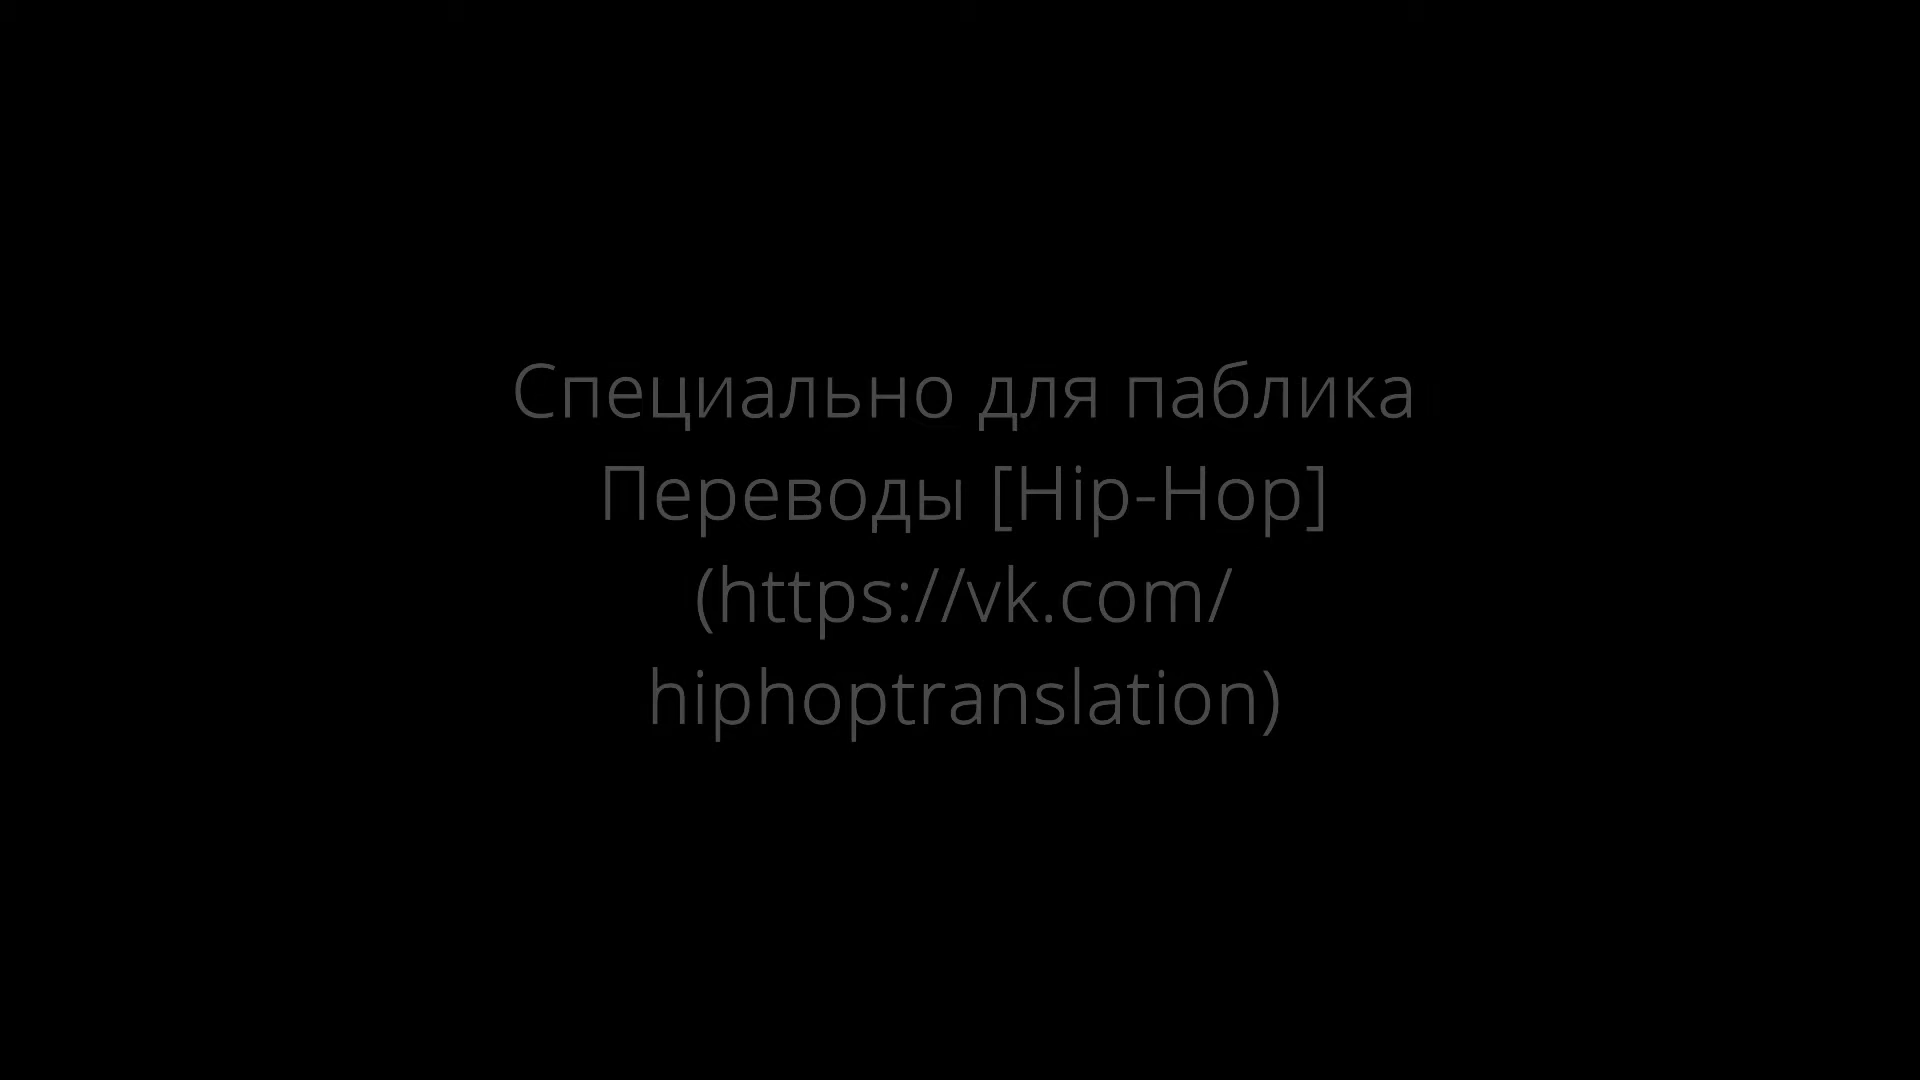 Специально для паблика
Переводы [Hip-Hop]
(https://vk.com/
hiphoptranslation)